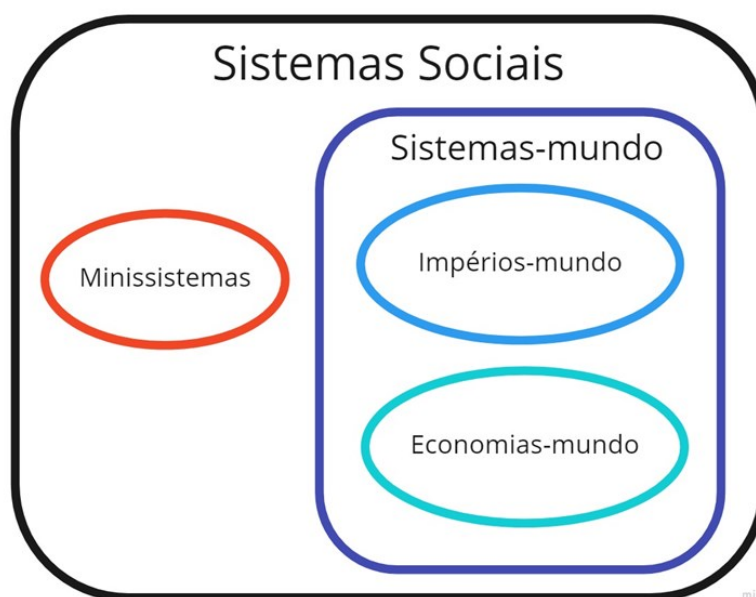 Sistemas Sociais
Sistemas-mundo
Minissistemas
Impérios-mundo
Economias-mundo